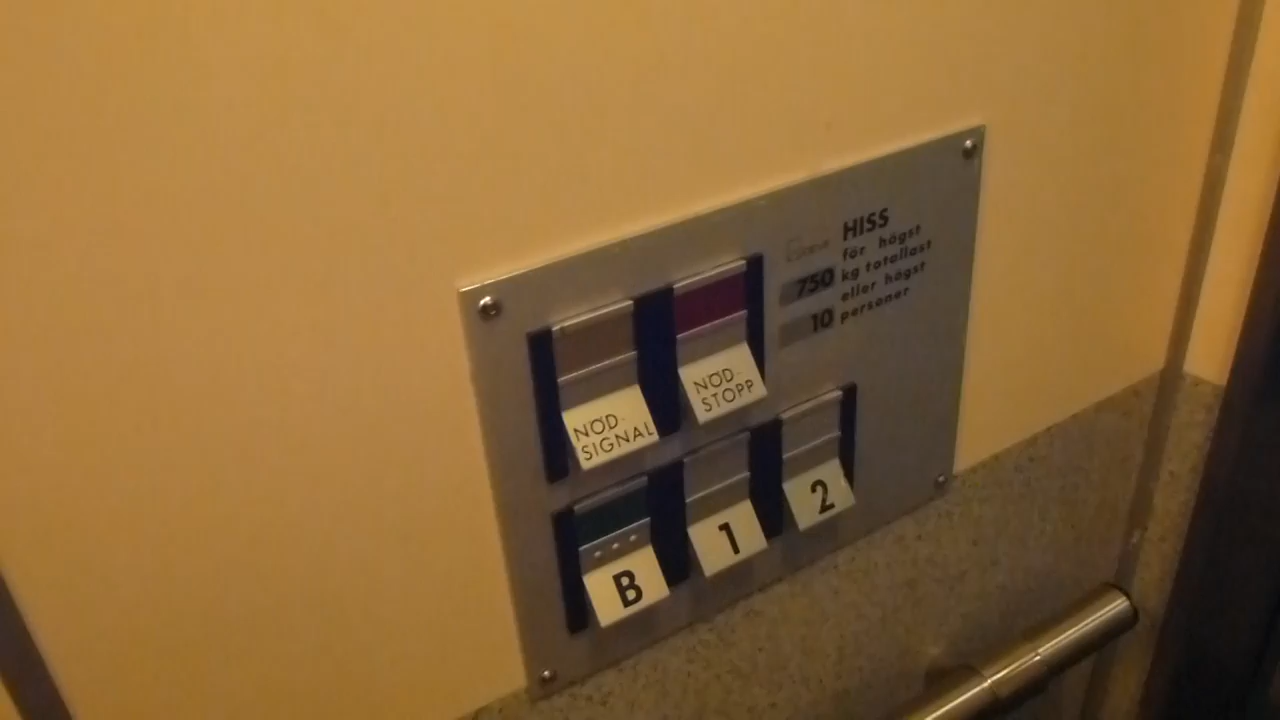 HISS
för högst
750 kg totallast
eller högst
10 personer
NÖD-
SIGNAL
NÖD-
STOPP
B
1
2